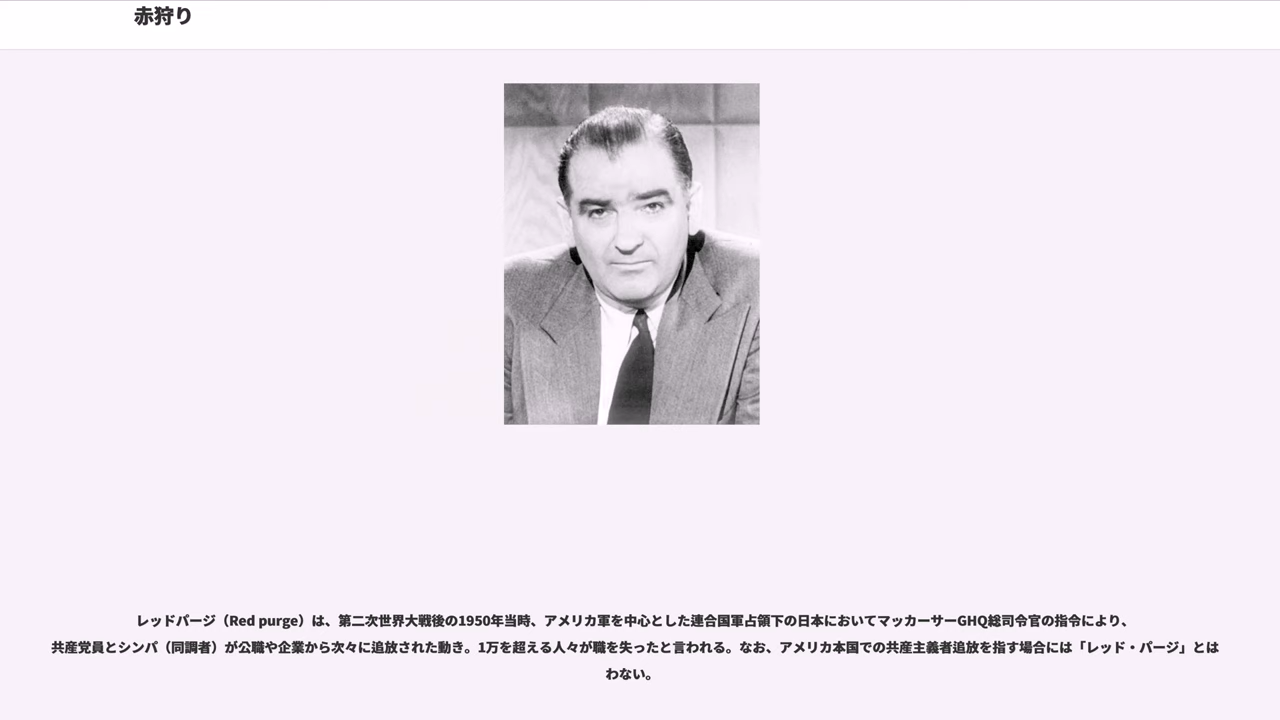 赤狩り
レッドパージ（Red purge）は、第二次世界大戦後の1950年当時、アメリカ軍を中心とした連合国軍占領下の日本においてマッカーサーGHQ総司令官の指令により、
共産党員とシンパ（同調者）が公職や企業から次々に追放された動き。1万を超える人々が職を失ったと言われる。なお、アメリカ本国での共産主義者追放を指す場合には「レッド・パージ」とは
わない。